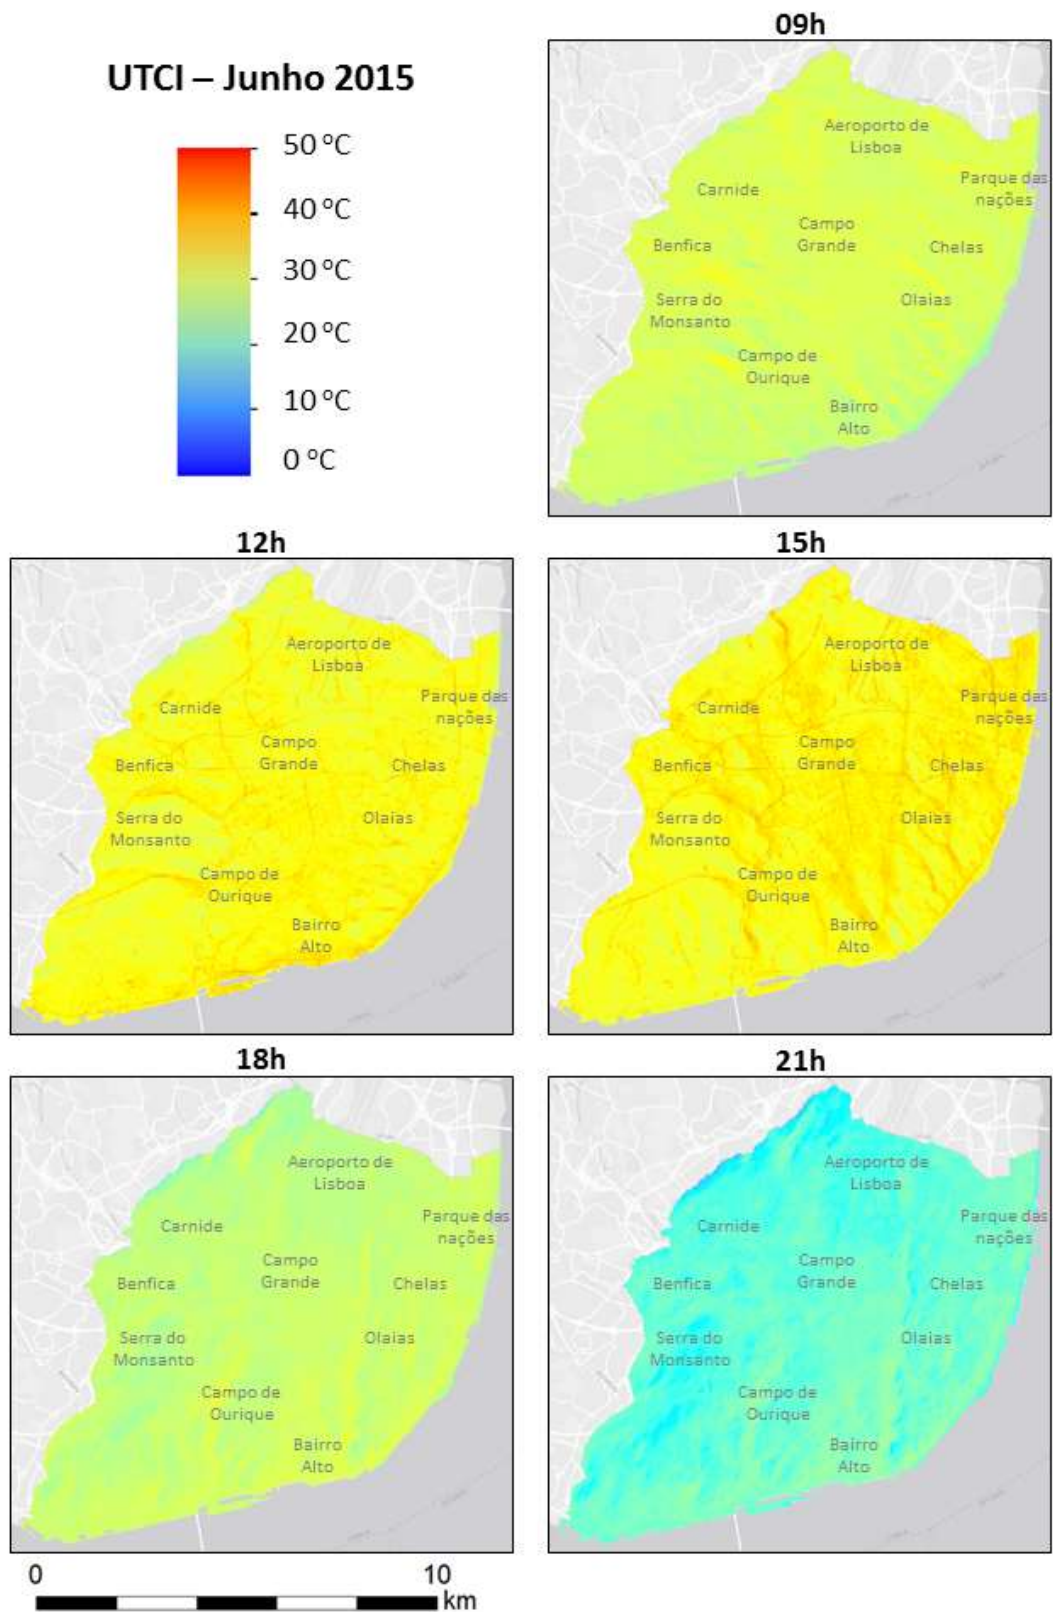 UTCI – Junho 2015
50 ºC
40 ºC
30 ºC
20 ºC
10 ºC
0 ºC
09h
Aeroporto de
Lisboa
Carnide
Parque das
nações
Campo
Grande
Benfica
Chelas
Serra do
Monsanto
Olaias
Campo de
Ourique
Bairro
Alto
12h
Aeroporto de
Lisboa
Carnide
Parque das
nações
Campo
Grande
Benfica
Chelas
Serra do
Monsanto
Olaias
Campo de
Ourique
Bairro
Alto
15h
Aeroporto de
Lisboa
Carnide
Parque das
nações
Campo
Grande
Benfica
Chelas
Serra do
Monsanto
Olaias
Campo de
Ourique
Bairro
Alto
18h
Aeroporto de
Lisboa
Carnide
Parque das
nações
Campo
Grande
Benfica
Chelas
Serra do
Monsanto
Olaias
Campo de
Ourique
Bairro
Alto
21h
Aeroporto de
Lisboa
Carnide
Parque das
nações
Campo
Grande
Benfica
Chelas
Serra do
Monsanto
Olaias
Campo de
Ourique
Bairro
Alto
0 10
km